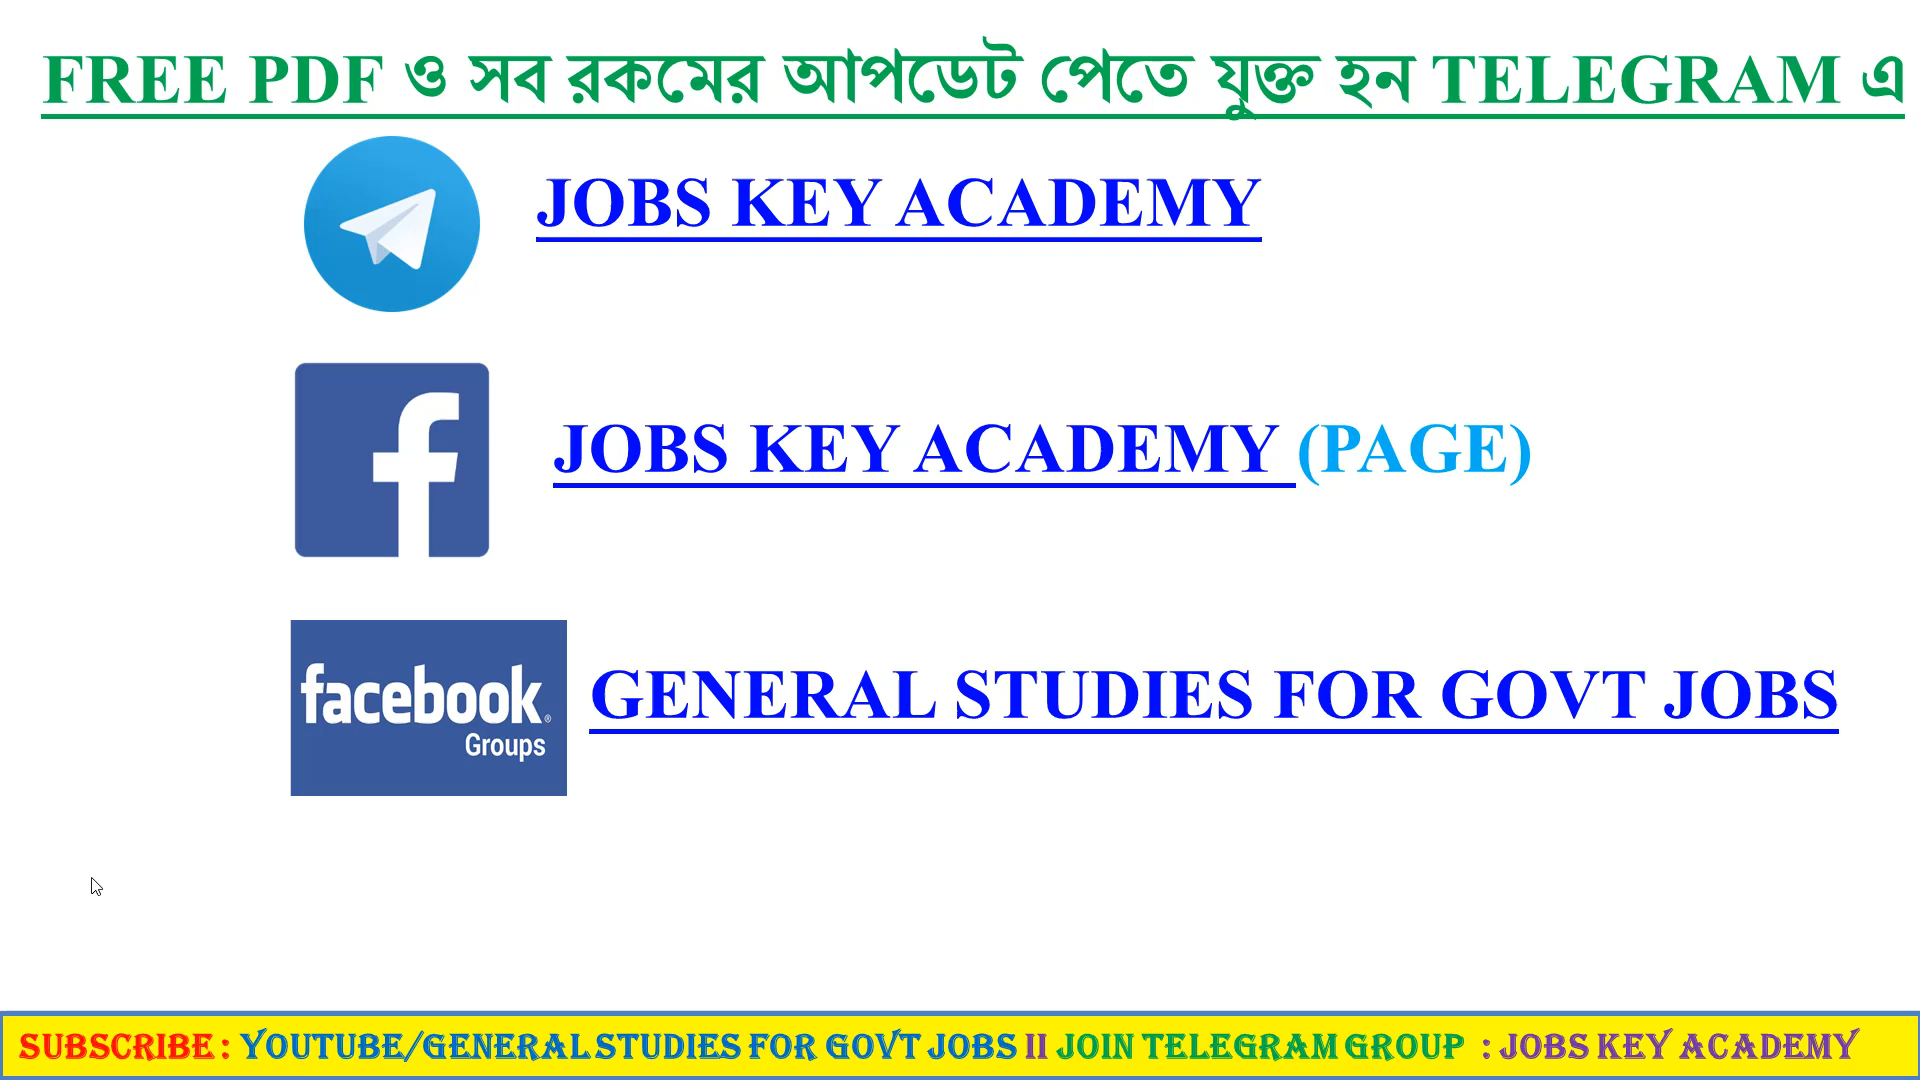 FREE PDF ও সব রকমের আপডেট পেতে যুক্ত হন TELEGRAM এ
JOBS KEY ACADEMY
JOBS KEY ACADEMY (PAGE)
facebook®
Groups
GENERAL STUDIES FOR GOVT JOBS
SUBSCRIBE : YOUTUBE/GENERAL STUDIES FOR GOVT JOBS II JOIN TELEGRAM GROUP : JOBS KEY ACADEMY